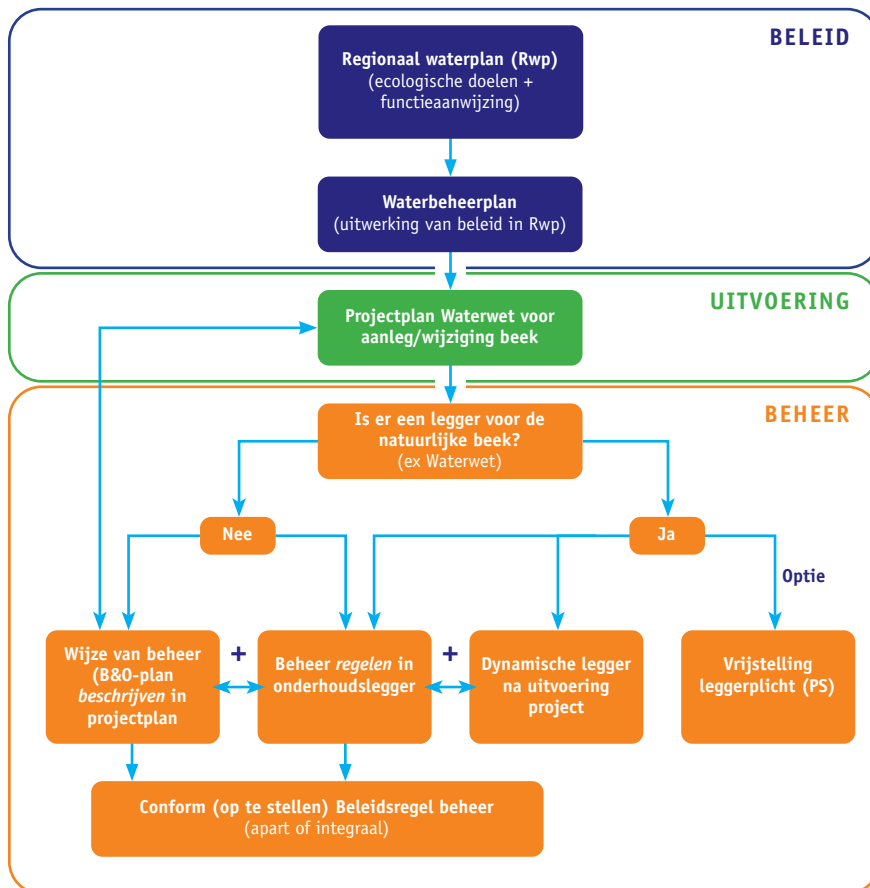 BELEID
Regionaal waterplan (Rwp)
(ecologische doelen +
functieaanwijzing)
Waterbeheerplan
(uitwerking van beleid in Rwp)
UITVOERING
Projectplan Waterwet voor
aanleg/wijziging beek
BEHEER
Is er een legger voor de
natuurlijke beek?
(ex Waterwet)
Nee
Ja
Optie
Wijze van beheer
(B&O-plan
beschrijven in
projectplan
+
Beheer regelen in
onderhoudslegger
+
Dynamische legger
na uitvoering
project
Vrijstelling
leggerplicht (PS)
Conform (op te stellen) Beleidsregel beheer
(apart of integraal)